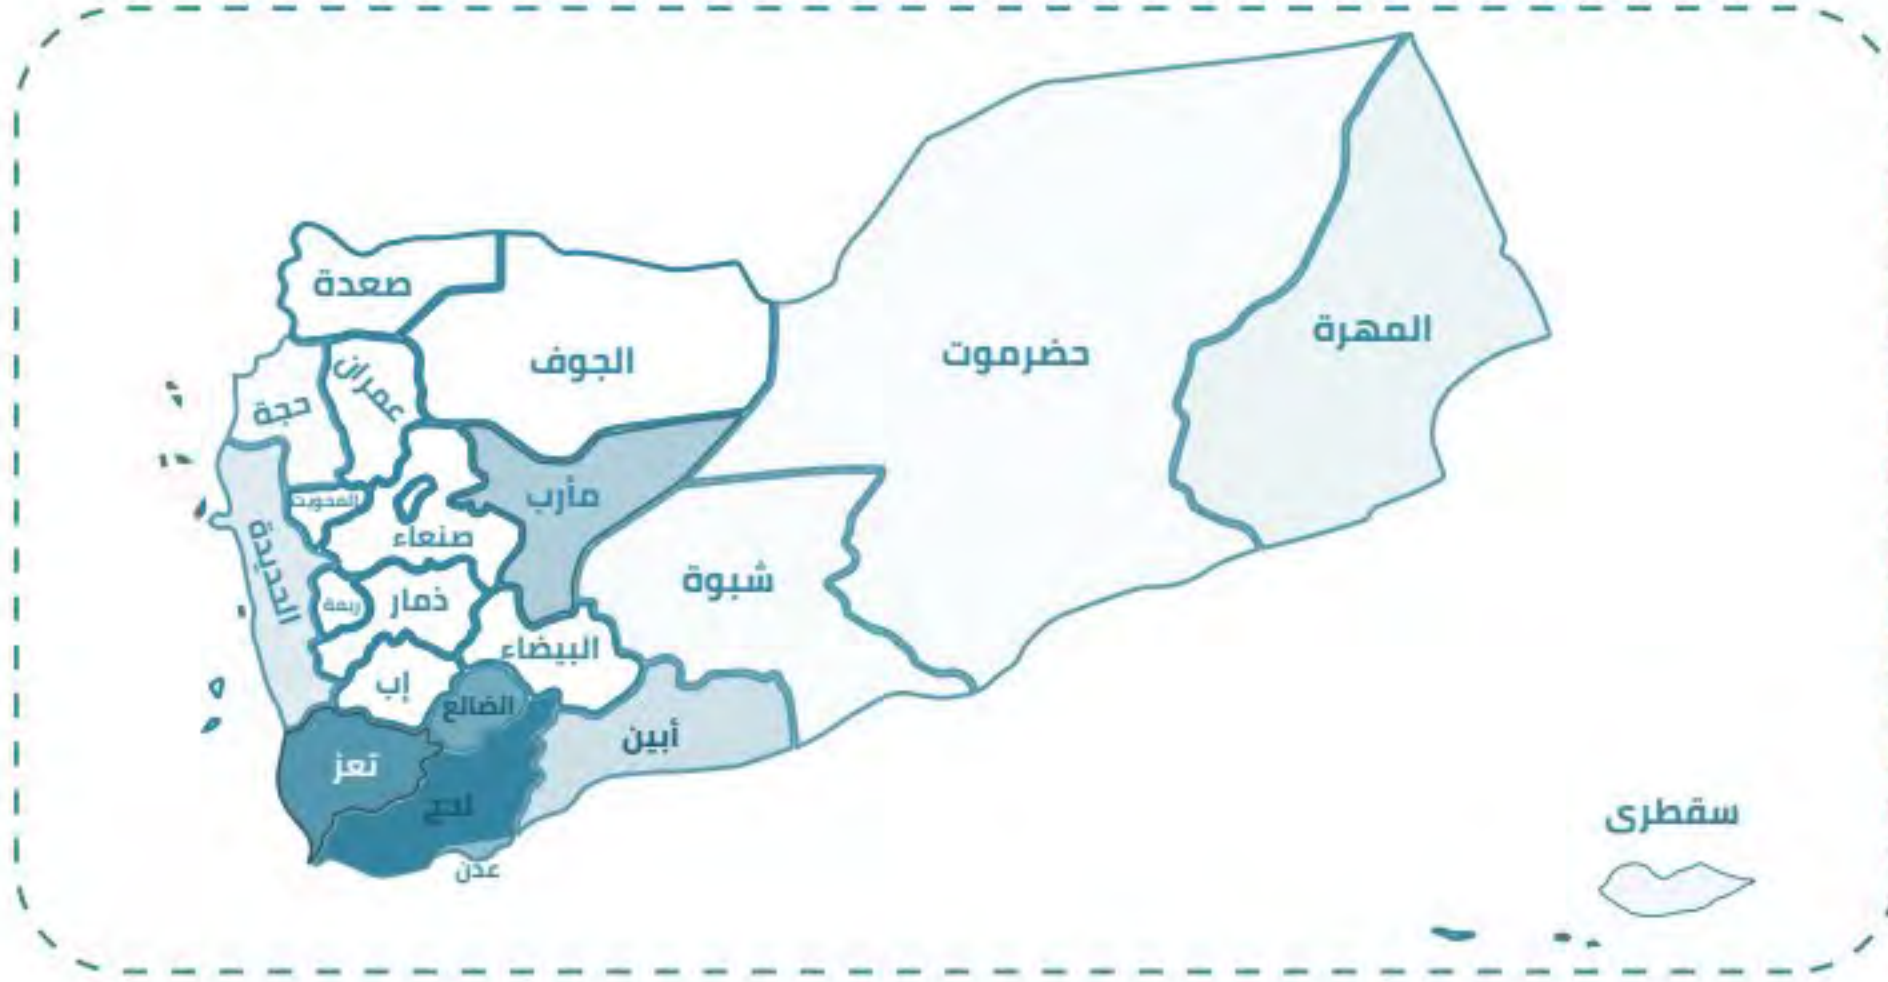 صعدة
الجوف
حضرموت
المهرة
عمران
حجة
مأرب
المحويت
صنعاء
الحديدة
شبوة
ريمة
ذمار
البيضاء
إب
الضالع
أبين
تعز
لحج
عدن
سقطرى